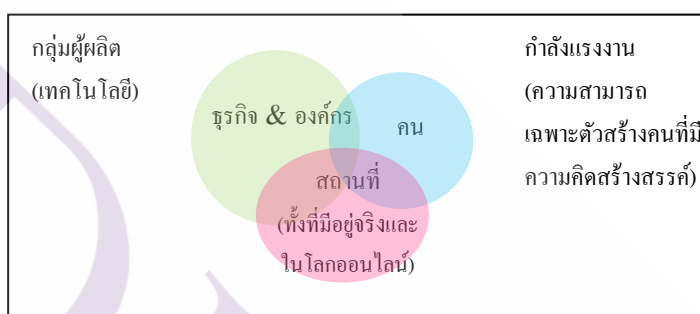 กลุ่มผู้ผลิต
(เทคโนโลยี)
ธุรกิจ & องค์กร
คน
สถานที่
(ทั้งที่มีอยู่จริงและ
ในโลกออนไลน์)
กำลังแรงงาน
(ความสามารถ
เฉพาะตัวสร้างคนที่มี
ความคิดสร้างสรรค์)